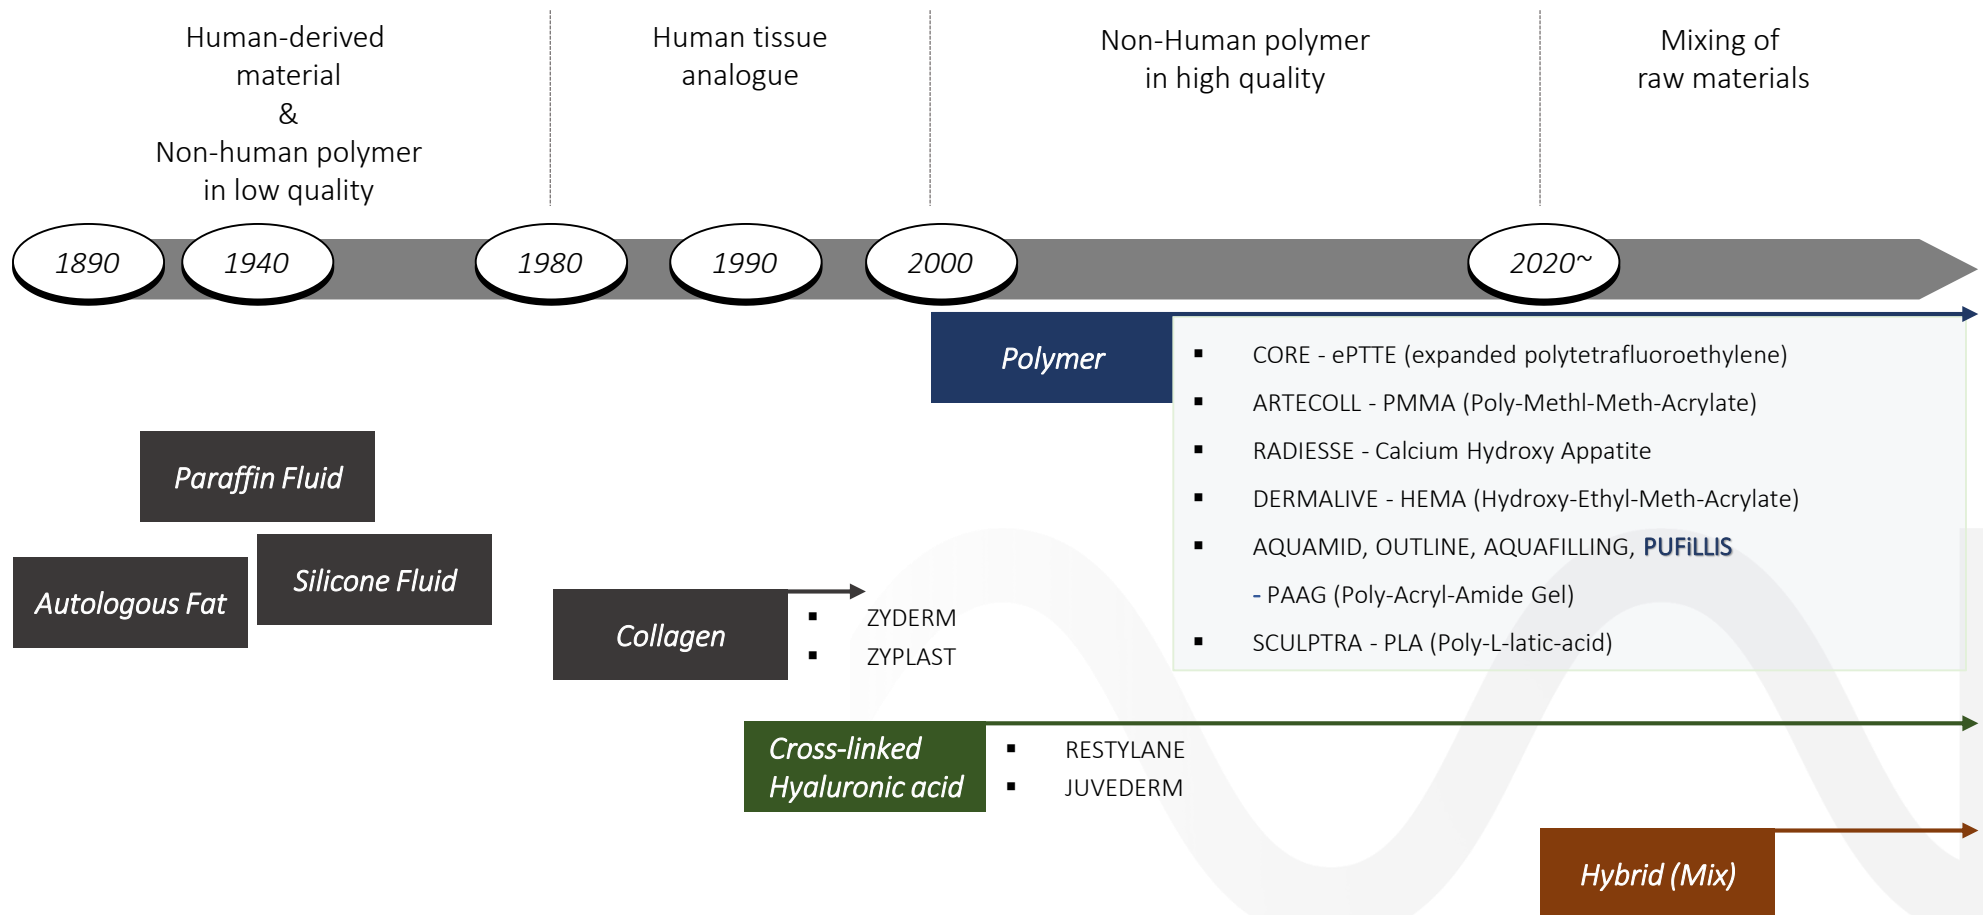 Human-derived
material
&
Non-human polymer
in low quality
Human tissue
analogue
Non-Human polymer
in high quality
Mixing of
raw materials
1890
1940
1980
1990
2000
2020~
Polymer
▪ CORE - ePTTE (expanded polytetrafluoroethylene)
▪ ARTECOLL - PMMA (Poly-Methl-Meth-Acrylate)
▪ RADIESSE - Calcium Hydroxy Appatite
▪ DERMALIVE - HEMA (Hydroxy-Ethyl-Meth-Acrylate)
▪ AQUAMID, OUTLINE, AQUAFILLING, PUFiLLIS
- PAAG (Poly-Acryl-Amide Gel)
▪ SCULPTRA - PLA (Poly-L-latic-acid)
Paraffin Fluid
Silicone Fluid
Autologous Fat
Collagen
▪ ZYDERM
▪ ZYPLAST
Cross-linked
Hyaluronic acid
▪ RESTYLANE
▪ JUVEDERM
Hybrid (Mix)